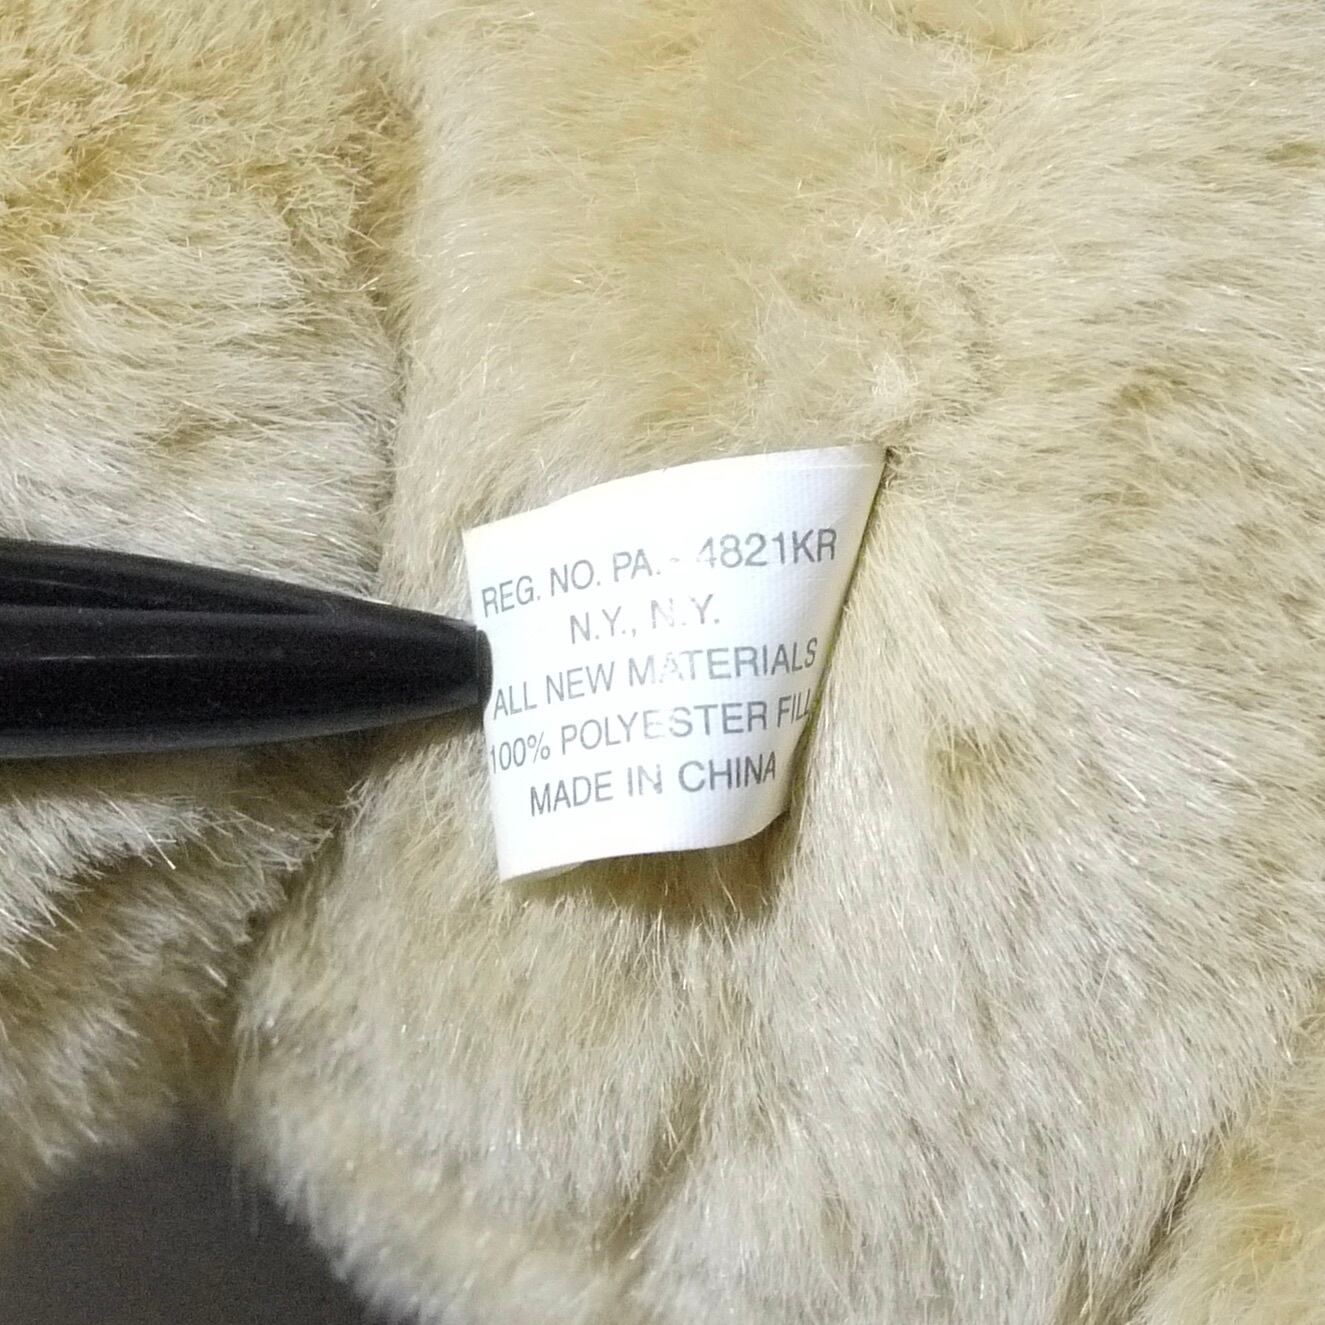 REG. NO. PA. - 4821KR
N.Y., N.Y.
ALL NEW MATERIALS
100% POLYESTER FILL
MADE IN CHINA